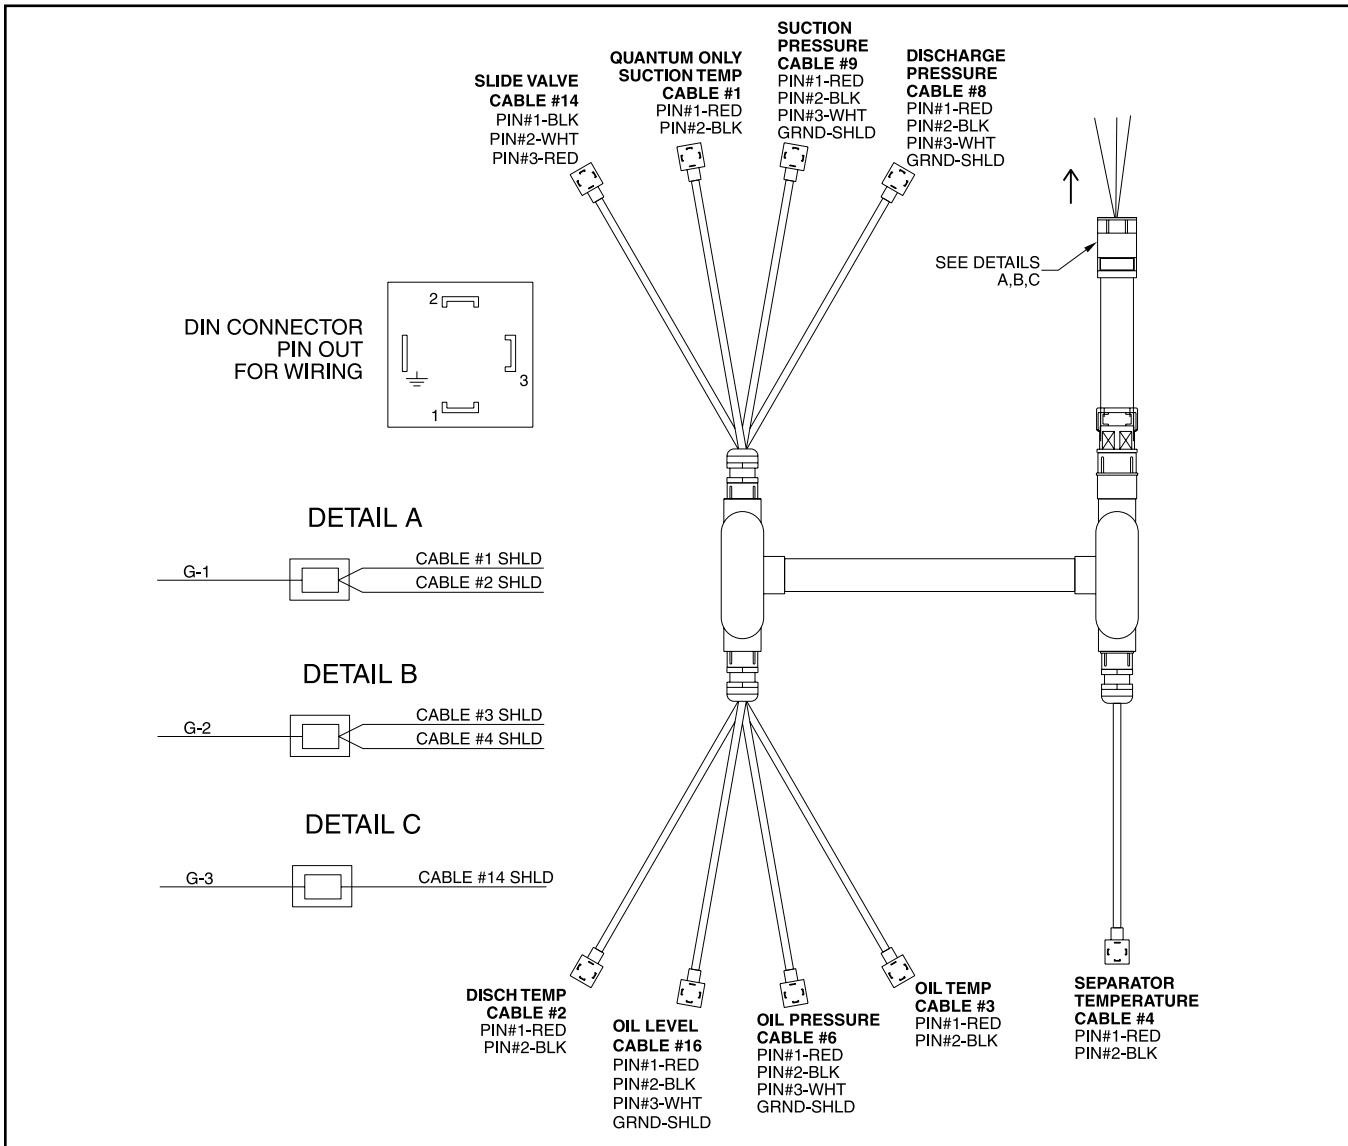 SLIDE VALVE
CABLE #14
PIN#1-BLK
PIN#2-WHT
PIN#3-RED
QUANTUM ONLY
SUCTION TEMP
CABLE #1
PIN#1-RED
PIN#2-BLK
SUCTION
PRESSURE
CABLE #9
PIN#1-RED
PIN#2-BLK
PIN#3-WHT
GRND-SHLD
DISCHARGE
PRESSURE
CABLE #8
PIN#1-RED
PIN#2-BLK
PIN#3-WHT
GRND-SHLD
SEE DETAILS
A,B,C
DIN CONNECTOR
PIN OUT
FOR WIRING
2
3
1
DETAIL A
G-1
CABLE #1 SHLD
CABLE #2 SHLD
DETAIL B
G-2
CABLE #3 SHLD
CABLE #4 SHLD
DETAIL C
G-3
CABLE #14 SHLD
DISCH TEMP
CABLE #2
PIN#1-RED
PIN#2-BLK
OIL LEVEL
CABLE #16
PIN#1-RED
PIN#2-BLK
PIN#3-WHT
GRND-SHLD
OIL PRESSURE
CABLE #6
PIN#1-RED
PIN#2-BLK
PIN#3-WHT
GRND-SHLD
OIL TEMP
CABLE #3
PIN#1-RED
PIN#2-BLK
SEPARATOR
TEMPERATURE
CABLE #4
PIN#1-RED
PIN#2-BLK